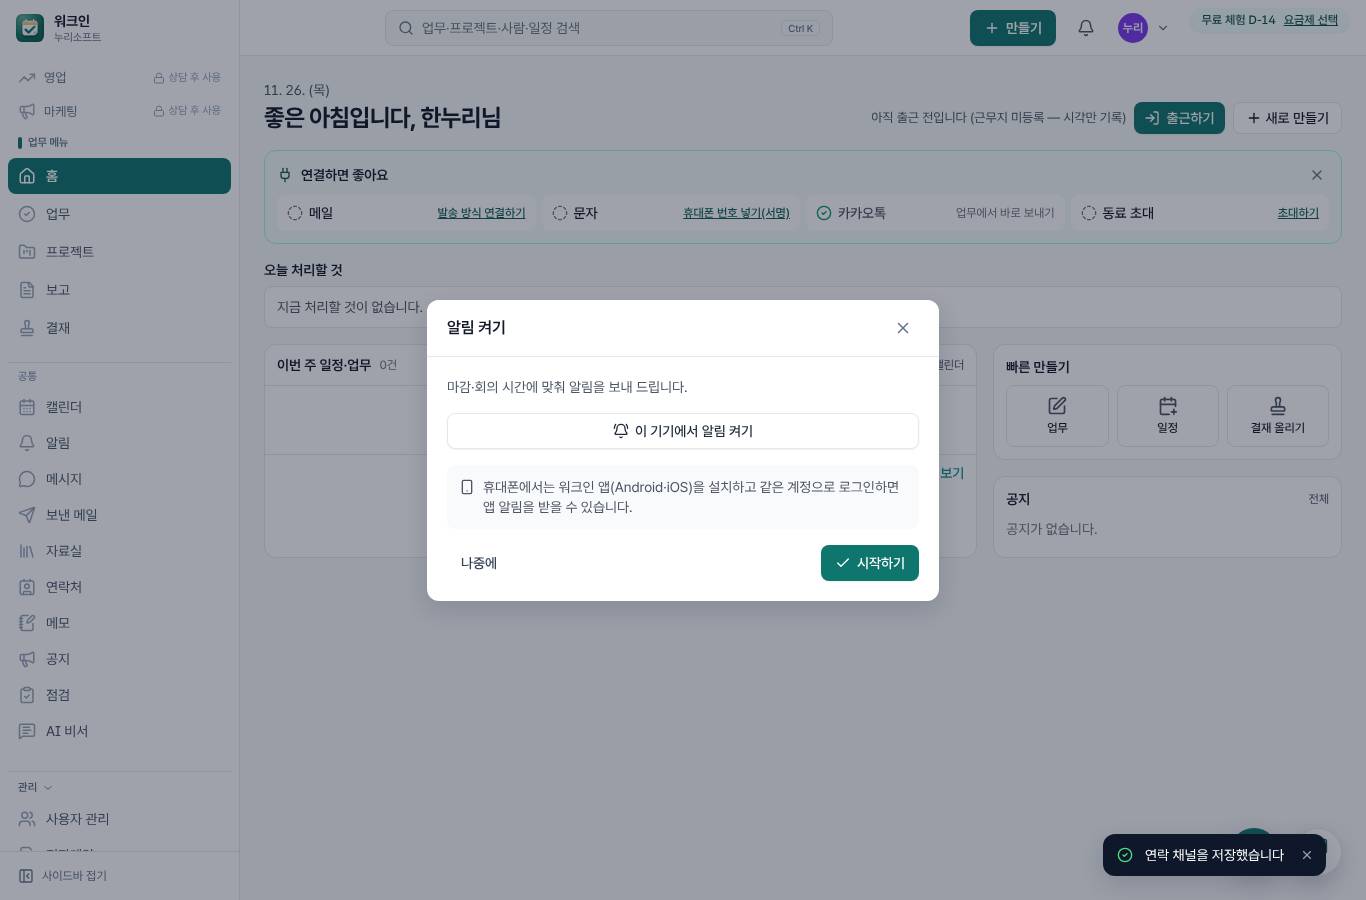 워크인
누리소프트
업무·프로젝트·사람·일정 검색
Ctrl K
만들기
누리
무료 체험 D-14 요금제 선택
영업
상담 후 사용
마케팅
상담 후 사용
업무 메뉴
홈
업무
프로젝트
보고
결재
공통
캘린더
알림
메시지
보낸 메일
자료실
연락처
메모
공지
점검
AI 비서
관리
사용자 관리
사이드바 접기
11. 26. (목)
좋은 아침입니다, 한누리님
아직 출근 전입니다 (근무지 미등록 — 시각만 기록)
출근하기
새로 만들기
연결하면 좋아요
메일
발송 방식 연결하기
문자
휴대폰 번호 넣기(서명)
카카오톡
업무에서 바로 보내기
동료 초대
초대하기
오늘 처리할 것
지금 처리할 것이 없습니다.
이번 주 일정·업무 0건
캘린더
보기
빠른 만들기
업무
일정
결재 올리기
공지
전체
공지가 없습니다.
알림 켜기
마감·회의 시간에 맞춰 알림을 보내 드립니다.
이 기기에서 알림 켜기
휴대폰에서는 워크인 앱(Android·iOS)을 설치하고 같은 계정으로 로그인하면
앱 알림을 받을 수 있습니다.
나중에
시작하기
연락 채널을 저장했습니다